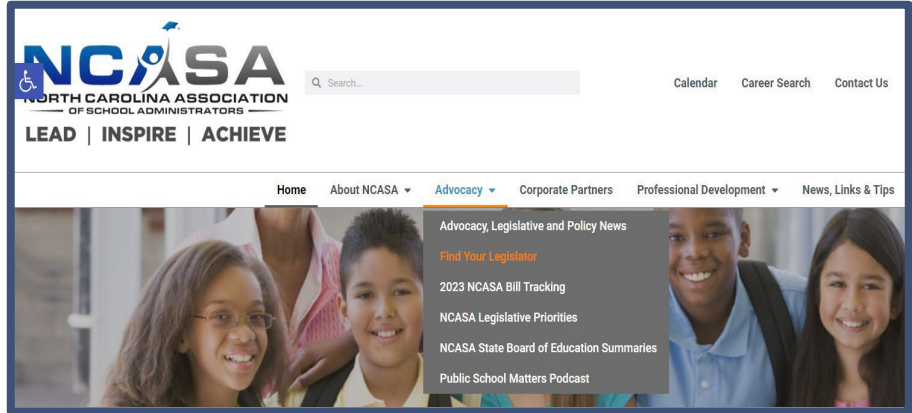 NCASA
NORTH CAROLINA ASSOCIATION
OF SCHOOL ADMINISTRATORS
LEAD | INSPIRE | ACHIEVE
Search...
Calendar Career Search Contact Us
Home About NCASA Advocacy Corporate Partners Professional Development News, Links & Tips
Advocacy, Legislative and Policy News
Find Your Legislator
2023 NCASA Bill Tracking
NCASA Legislative Priorities
NCASA State Board of Education Summaries
Public School Matters Podcast